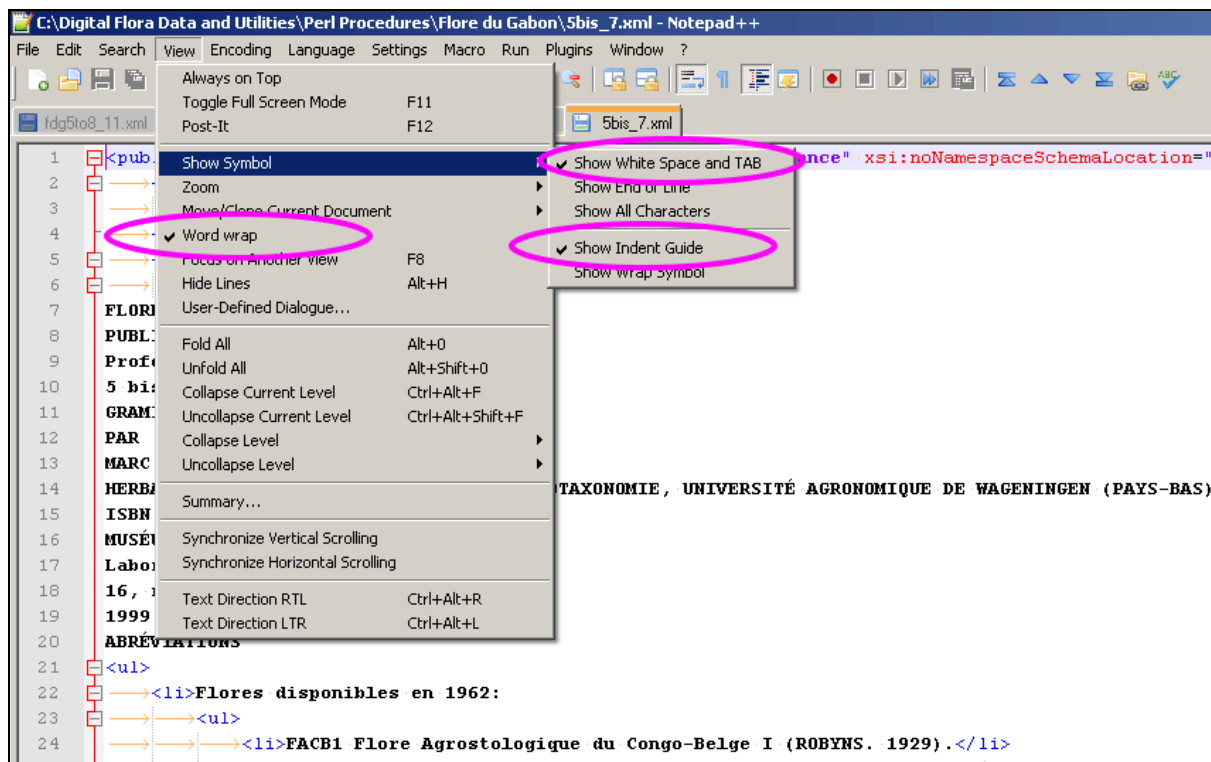 C:\Digital Flora Data and Utilities\Perl Procedures\Flore du Gabon\5bis_7.xml - Notepad++
File Edit Search View Encoding Language Settings Macro Run Plugins Window ?
fdg5to8_11.xml
5bis_7.xml
Always on Top
Toggle Full Screen Mode F11
Post-It F12
Show Symbol
Zoom
Move/Clone Current Document
Word wrap
Focus on Another View F8
Hide Lines Alt+H
User-Defined Dialogue...
Fold All Alt+0
Unfold All Alt+Shift+0
Collapse Current Level Ctrl+Alt+F
Uncollapse Current Level Ctrl+Alt+Shift+F
Collapse Level
Uncollapse Level
Summary...
Synchronize Vertical Scrolling
Synchronize Horizontal Scrolling
Text Direction RTL Ctrl+Alt+R
Text Direction LTR Ctrl+Alt+L
Show White Space and TAB
Show End of Line
Show All Characters
Show Indent Guide
Show Wrap Symbol
1 <pub. ance" xsi:noNamespaceSchemaLocation="
2
3
4
5
6
7 FLOR
8 PUBL
9 Prof
10 5 bis
11 GRAM
12 PAR
13 MARC
14 HERB TAXONOMIE, UNIVERSITÉ AGRONOMIQUE DE WAGENINGEN (PAYS-BAS)
15 ISBN
16 MUSÉ
17 Labo
18 16,
19 1999
20 ABRÉVIATIONS
21 <ul>
22 <li>Flores disponibles en 1962:
23 <ul>
24 <li>FACB1 Flore Agrostologique du Congo-Belge I (ROBYNS. 1929).</li>